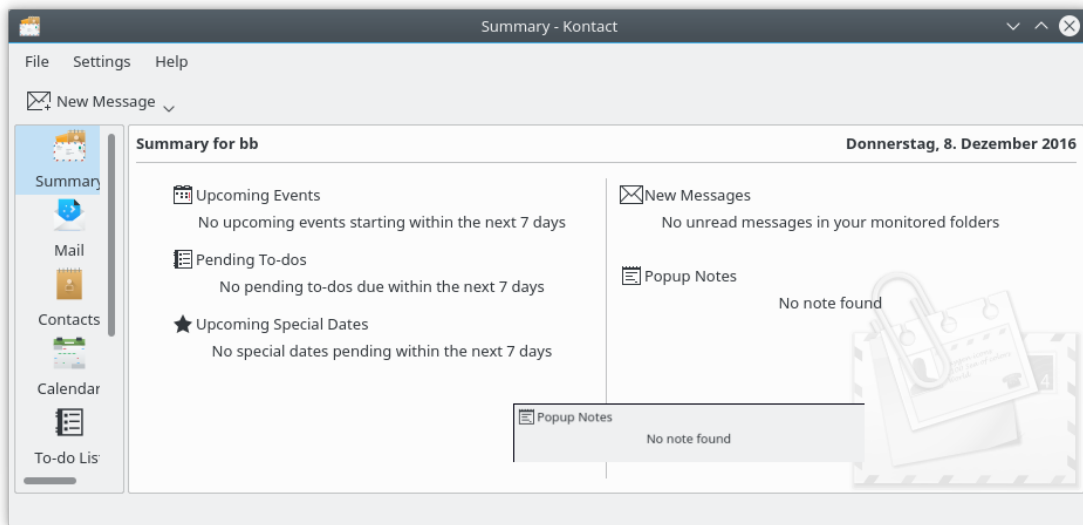 Summary - Kontact
File Settings Help
New Message
Summary
Mail
Contacts
Calendar
To-do Lis
Summary for bb
Donnerstag, 8. Dezember 2016
Upcoming Events
No upcoming events starting within the next 7 days
Pending To-dos
No pending to-dos due within the next 7 days
Upcoming Special Dates
No special dates pending within the next 7 days
New Messages
No unread messages in your monitored folders
Popup Notes
No note found
Popup Notes
No note found